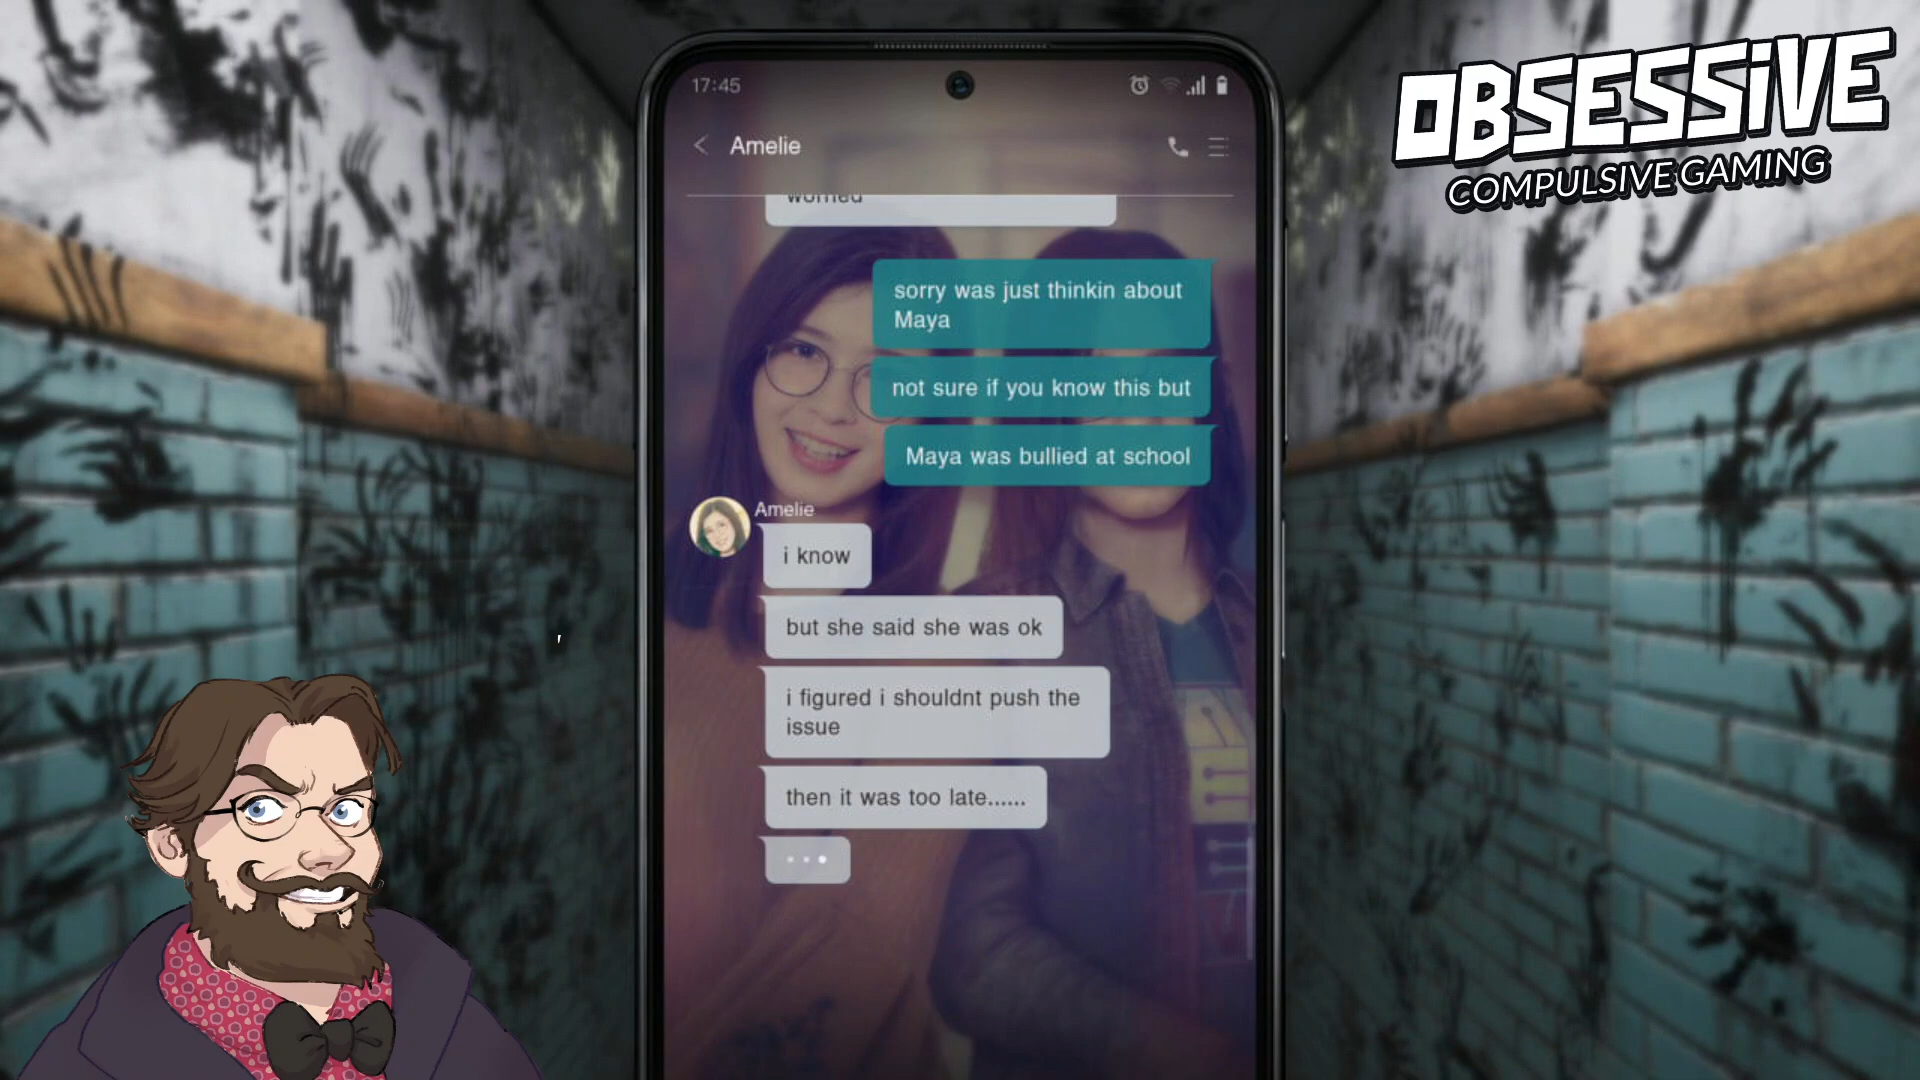 OBSESSiVE
COMPULSIVE GAMING
17:45
Amelie
worried
sorry was just thinkin about
Maya
not sure if you know this but
Maya was bullied at school
Amelie
i know
but she said she was ok
i figured i shouldnt push the
issue
then it was too late......